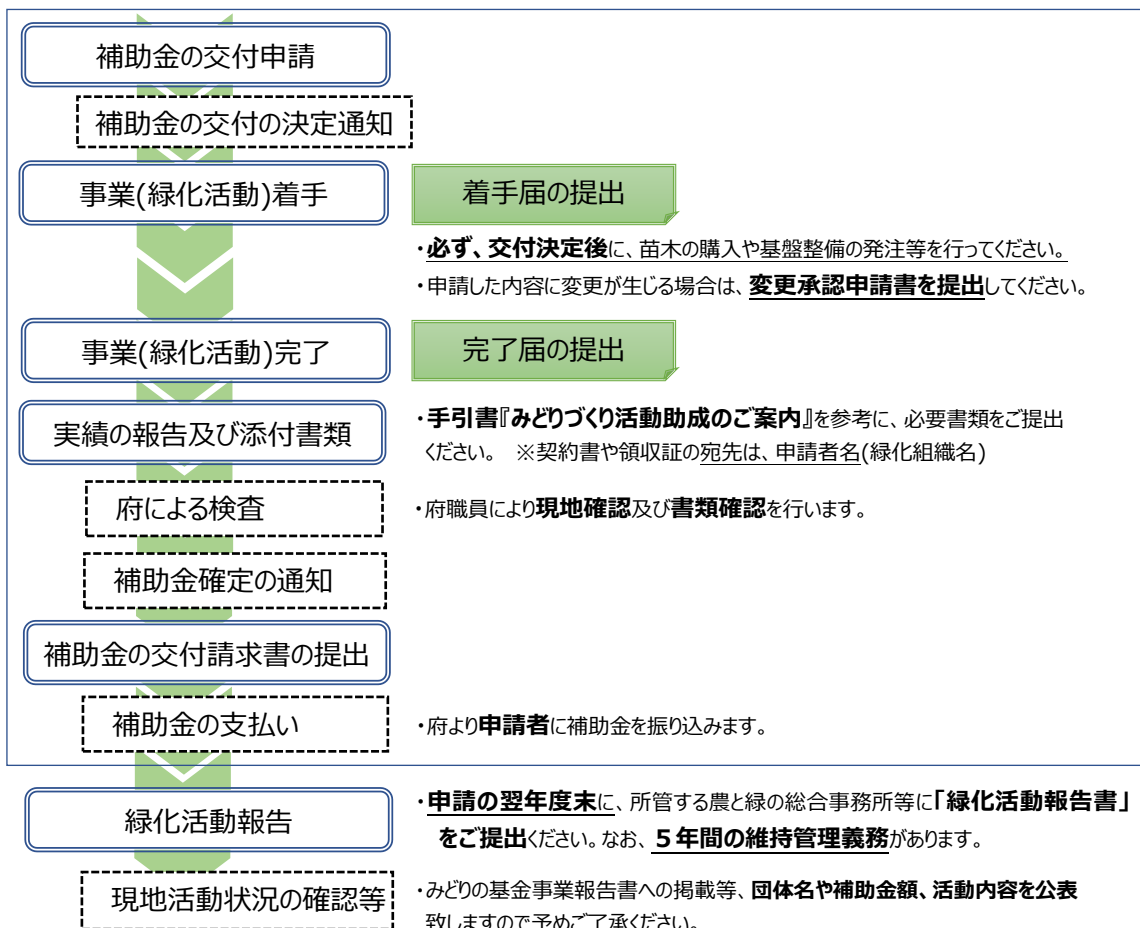 補助金の交付申請
補助金の交付の決定通知
事業(緑化活動)着手
着手届の提出
・必ず、交付決定後に、苗木の購入や基盤整備の発注等を行ってください。
・申請した内容に変更が生じる場合は、変更承認申請書を提出してください。
事業(緑化活動)完了
完了届の提出
実績の報告及び添付書類
・手引書『みどりづくり活動助成のご案内』を参考に、必要書類をご提出
ください。 ※契約書や領収証の宛先は、申請者名(緑化組織名)
府による検査
・府職員により現地確認及び書類確認を行います。
補助金確定の通知
補助金の交付請求書の提出
補助金の支払い
・府より申請者に補助金を振り込みます。
緑化活動報告
・申請の翌年度末に、所管する農と緑の総合事務所等に「緑化活動報告書」
をご提出ください。なお、５年間の維持管理義務があります。
現地活動状況の確認等
・みどりの基金事業報告書への掲載等、団体名や補助金額、活動内容を公表
致しますので予めご了承ください。